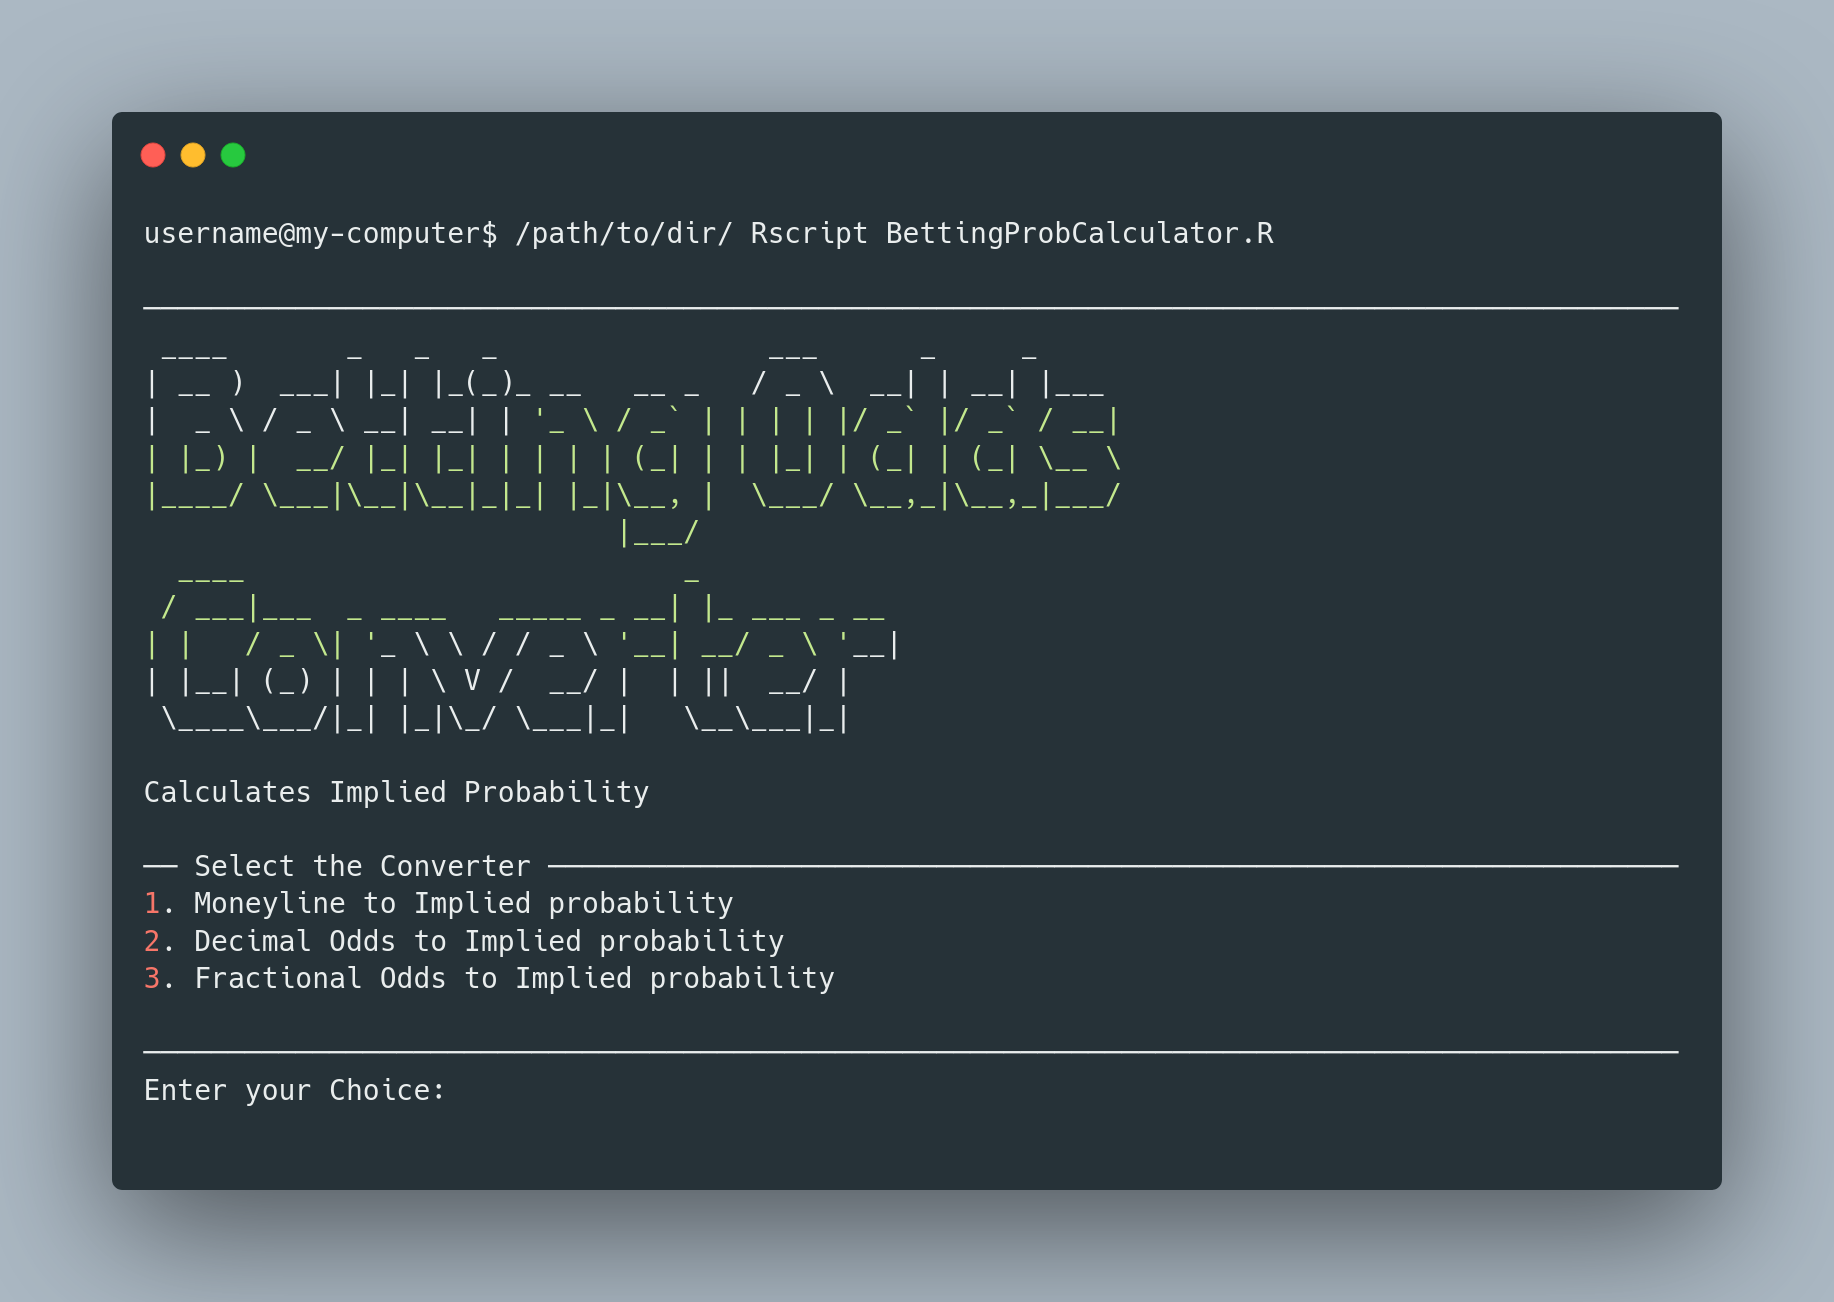 username@my-computer$ /path/to/dir/ Rscript BettingProbCalculator.R
Betting Odds
Converter
Calculates Implied Probability
── Select the Converter ──
1. Moneyline to Implied probability
2. Decimal Odds to Implied probability
3. Fractional Odds to Implied probability
Enter your Choice: